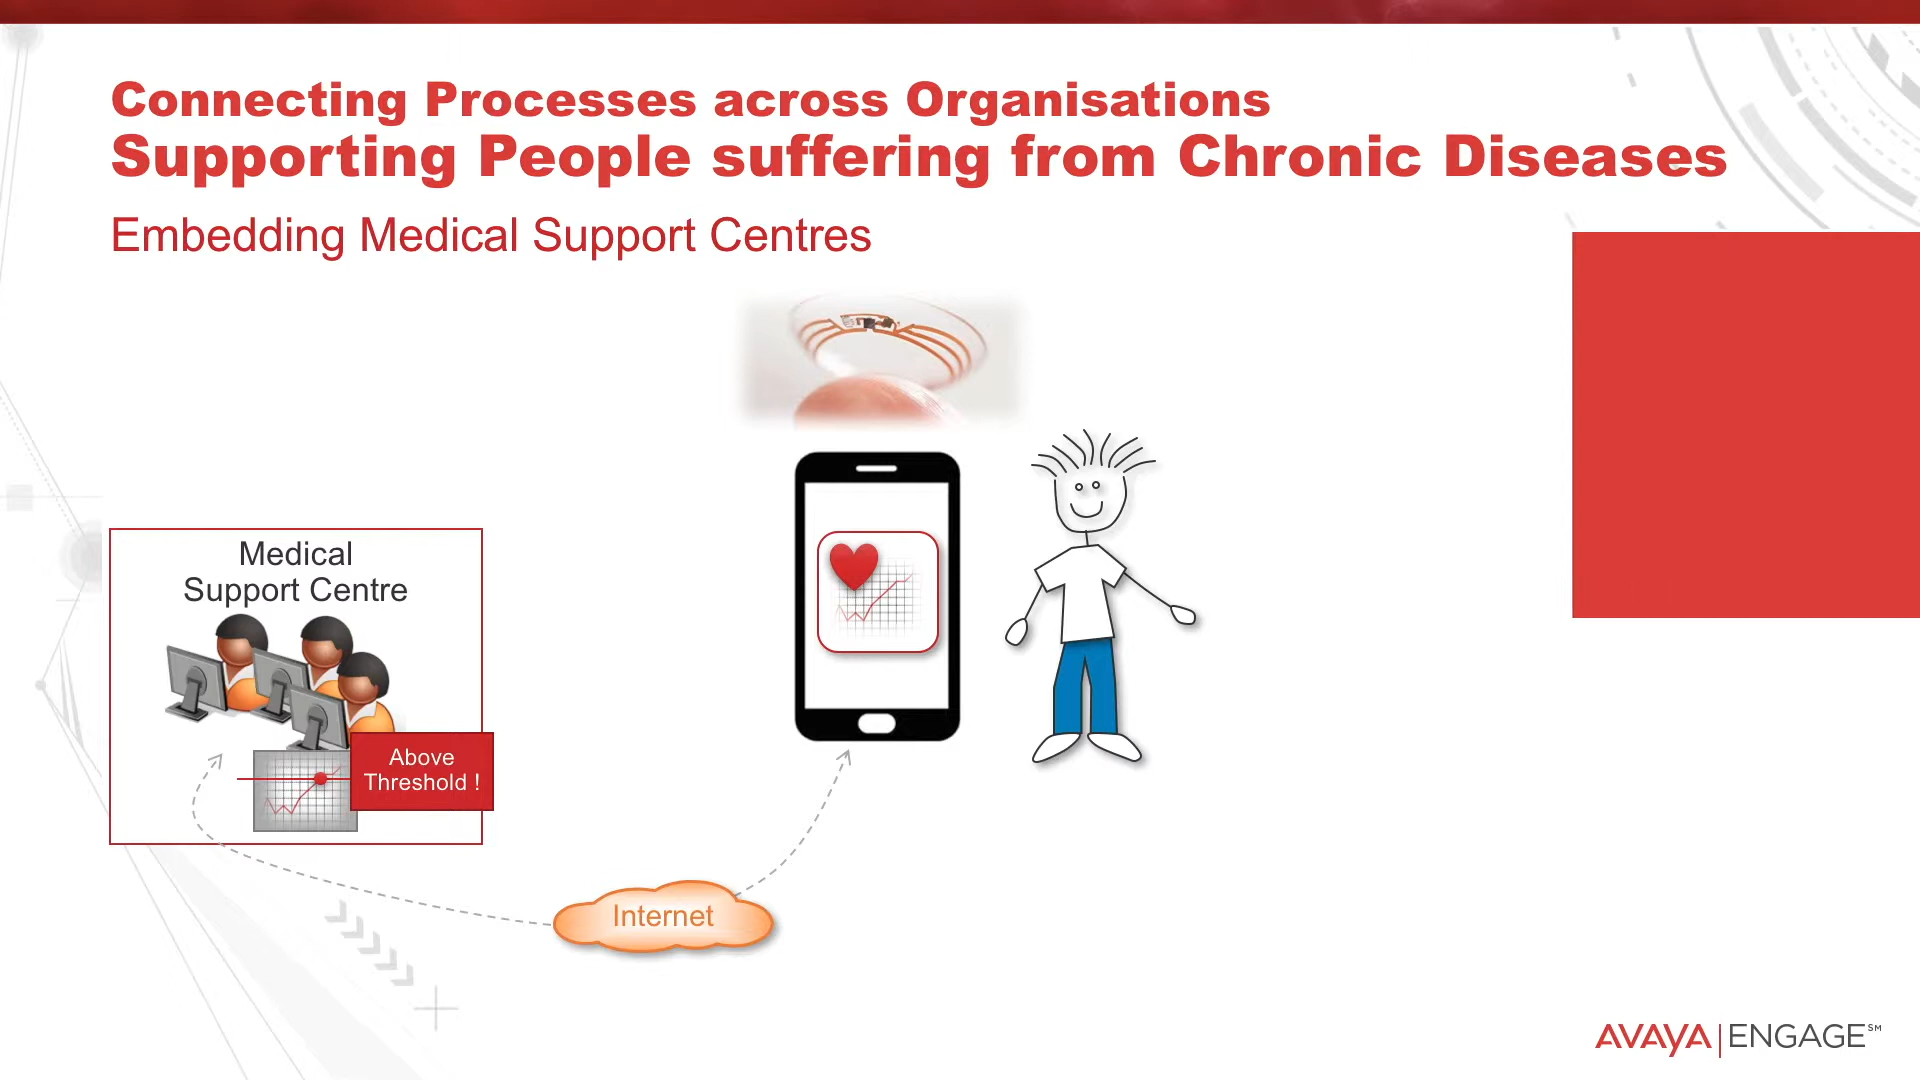 Connecting Processes across Organisations
Supporting People suffering from Chronic Diseases
Embedding Medical Support Centres
Medical
Support Centre
Above
Threshold !
Internet
AVAYA | ENGAGE℠